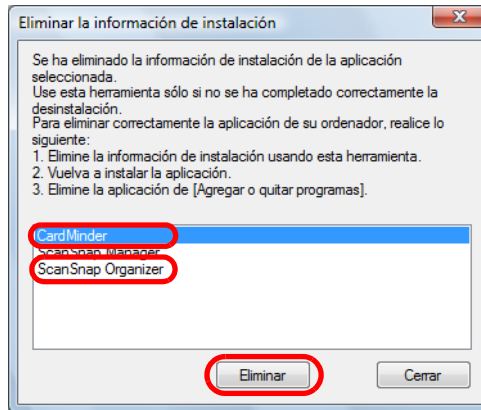 Eliminar la información de instalación
Se ha eliminado la información de instalación de la aplicación
seleccionada.
Use esta herramienta sólo si no se ha completado correctamente la
desinstalación.
Para eliminar correctamente la aplicación de su ordenador, realice lo
siguiente:
1. Elimine la información de instalación usando esta herramienta.
2. Vuelva a instalar la aplicación.
3. Elimine la aplicación de [Agregar o quitar programas].
CardMinder
ScanSnap Manager
ScanSnap Organizer
Eliminar
Cerrar